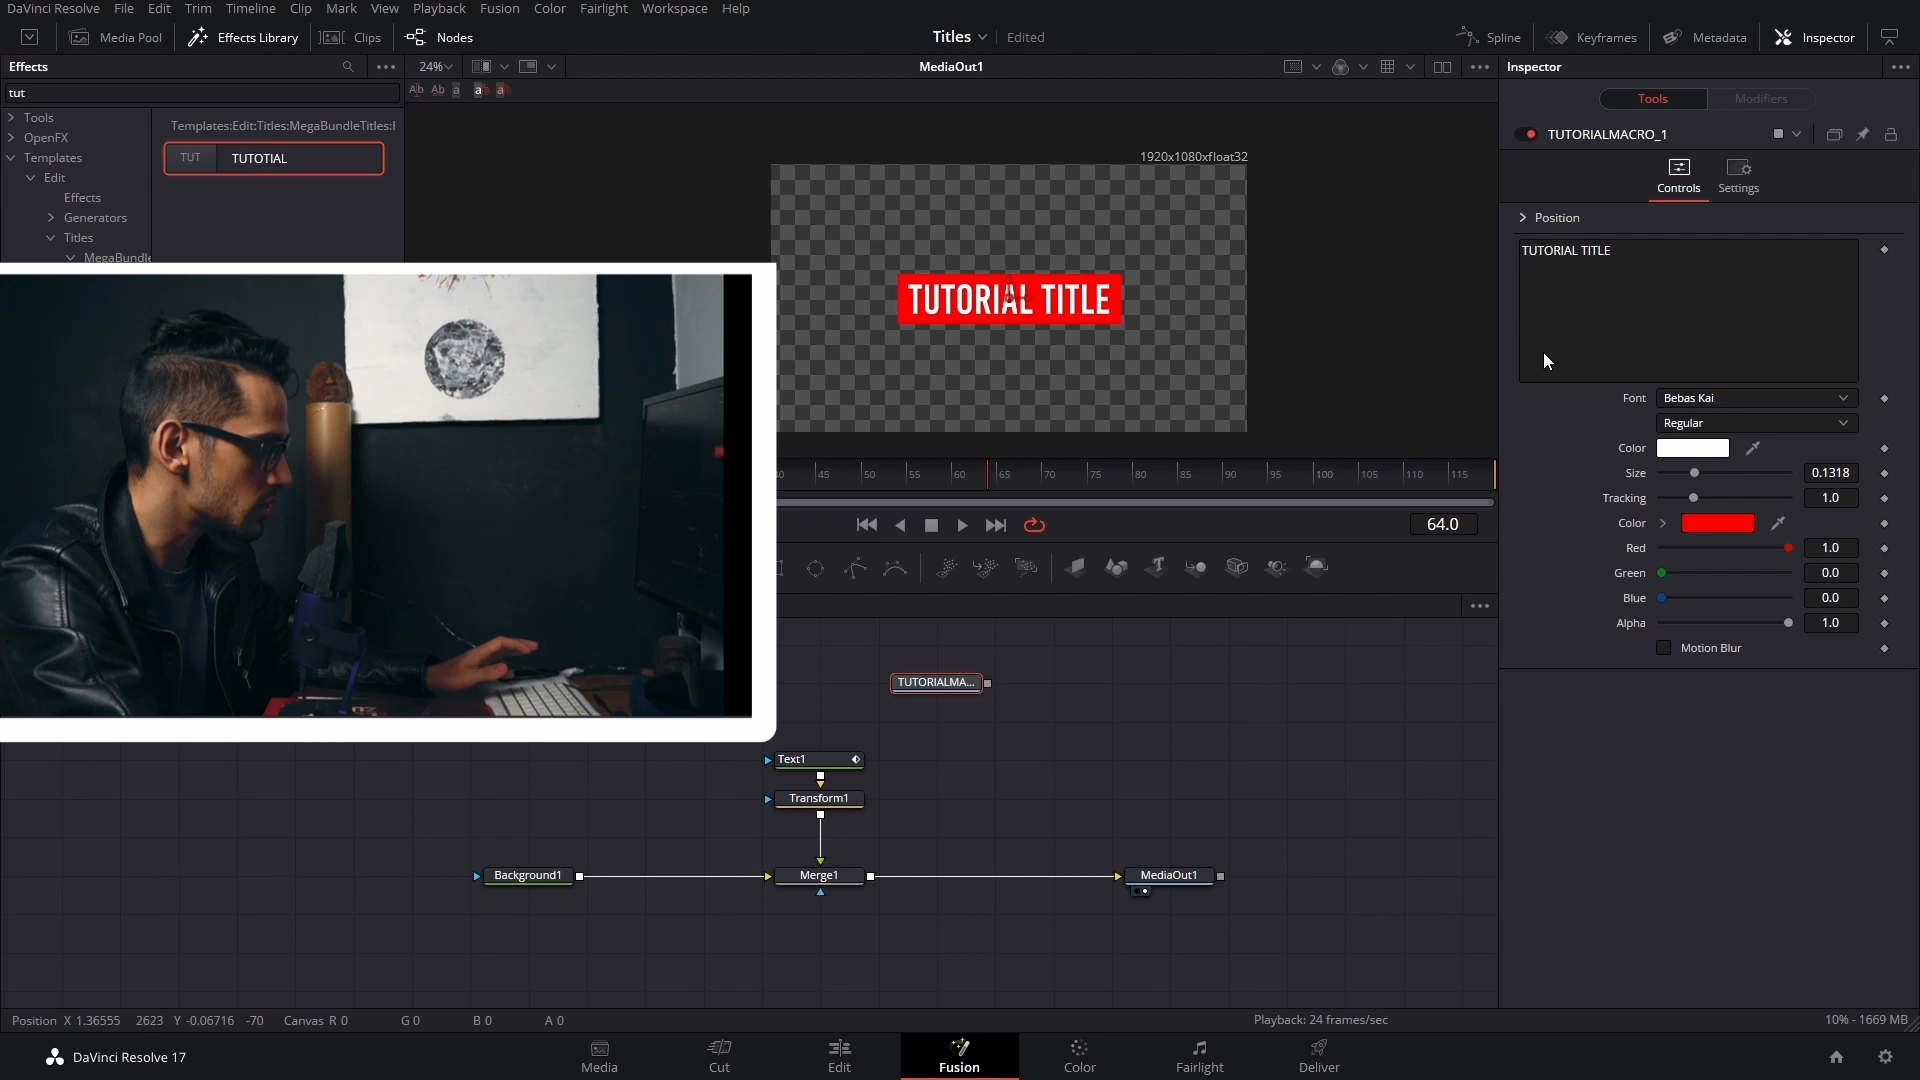 DaVinci Resolve File Edit Trim Timeline Clip Mark View Playback Fusion Color Fairlight Workspace Help
Media Pool Effects Library Clips Nodes Titles Edited Spline Keyframes Metadata Inspector
Effects 24% MediaOut1 Inspector
tut
Tools Modifiers
Tools
OpenFX
Templates
Edit
Effects
Generators
Titles
MegaBundle
Templates:Edit:Titles:MegaBundleTitles:
TUT TUTOTIAL
1920x1080xfloat32
TUTORIAL TITLE
TUTORIALMACRO_1
Controls Settings
Position
TUTORIAL TITLE
Font Bebas Kai
Regular
Color
Size 0.1318
Tracking 1.0
Color
Red 1.0
Green 0.0
Blue 0.0
Alpha 1.0
Motion Blur
45 50 55 60 65 70 75 80 85 90 95 100 105 110 115
64.0
TUTORIALMA...
Text1
Transform1
Background1 Merge1 MediaOut1
Position X 1.36555 2623 Y -0.06716 -70 Canvas R 0 G 0 B 0 A 0 Playback: 24 frames/sec 10% - 1669 MB
DaVinci Resolve 17 Media Cut Edit Fusion Color Fairlight Deliver